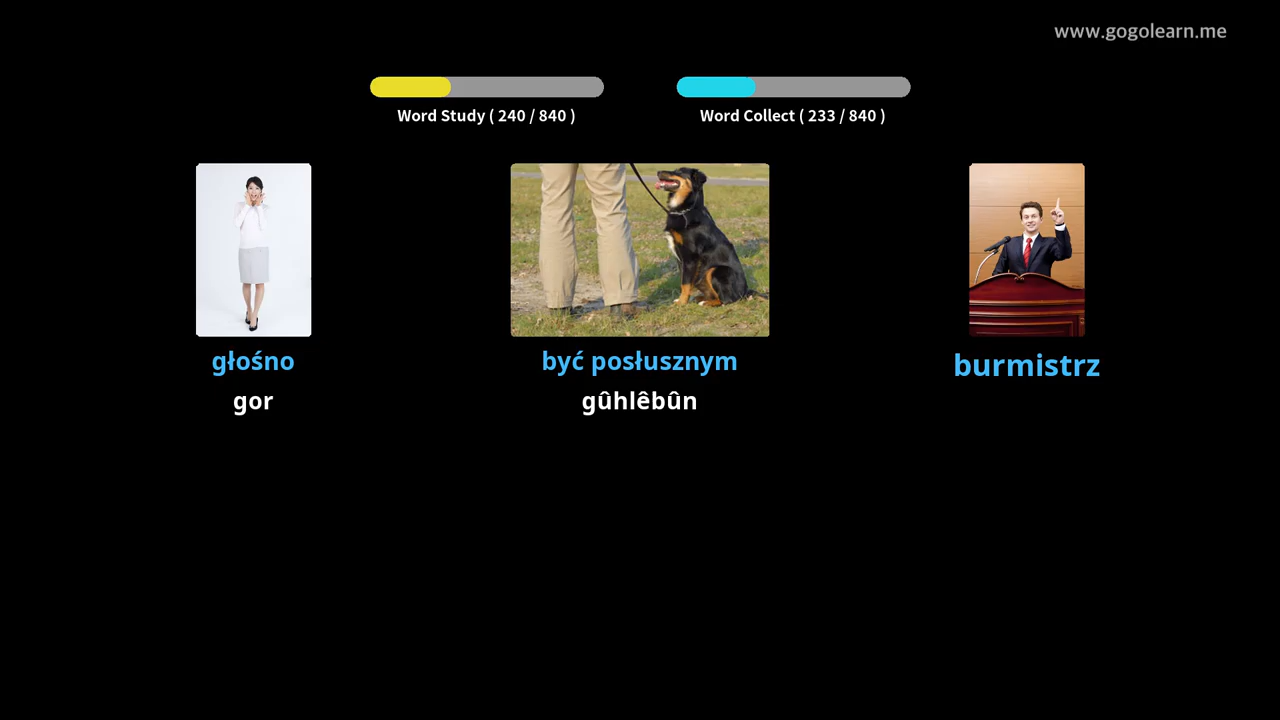 www.gogolearn.me
Word Study ( 240 / 840 )
Word Collect ( 233 / 840 )
głośno
być posłusznym
burmistrz
gor
gûhlêbûn